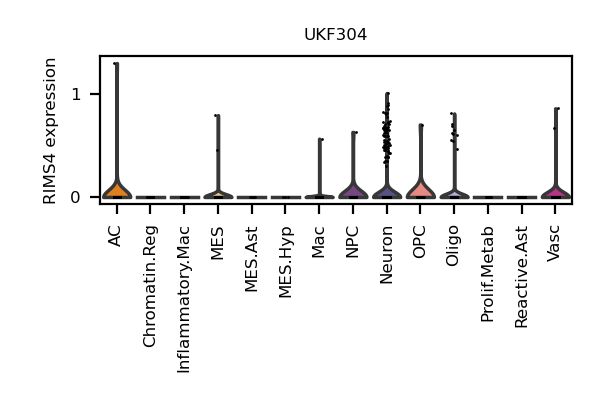 UKF304
RIMS4 expression
1
0
AC
Chromatin.Reg
Inflammatory.Mac
MES
MES.Ast
MES.Hyp
Mac
NPC
Neuron
OPC
Oligo
Prolif.Metab
Reactive.Ast
Vasc